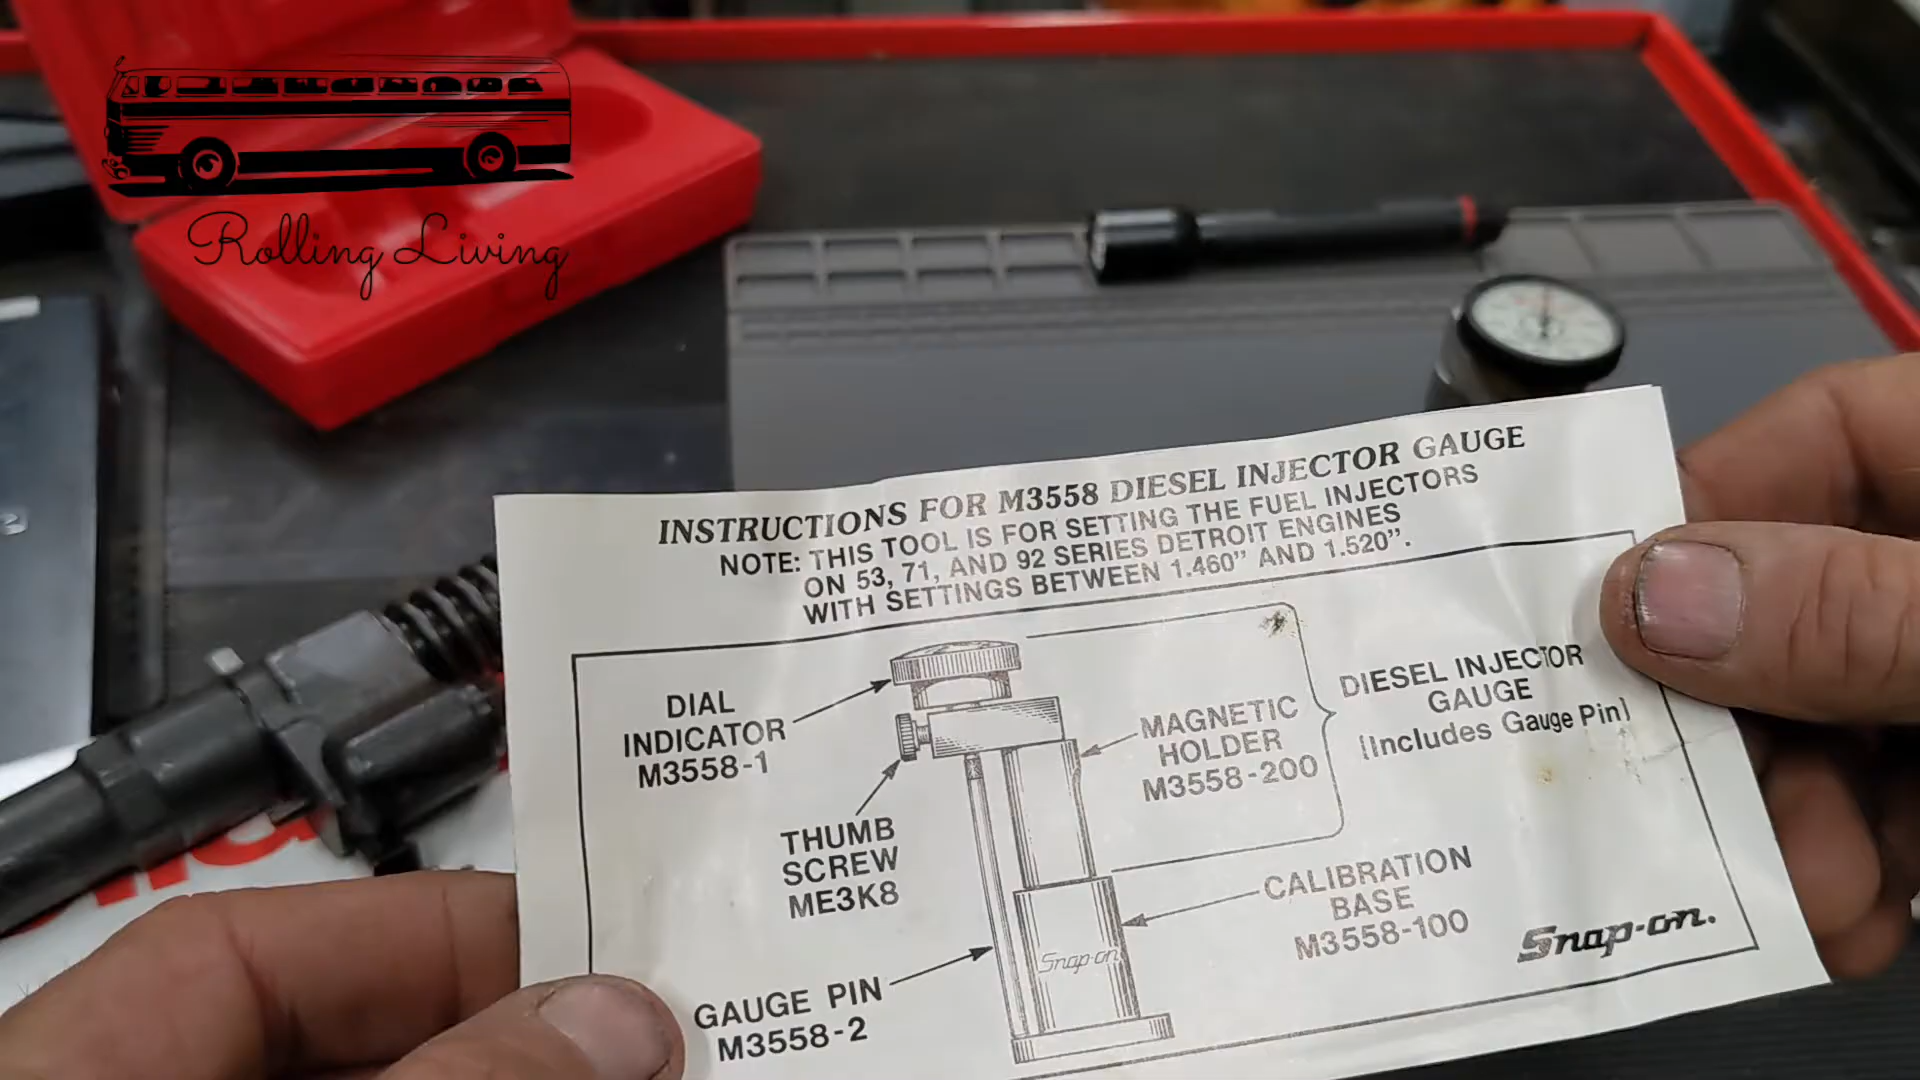 Rolling Living
INSTRUCTIONS FOR M3558 DIESEL INJECTOR GAUGE
NOTE: THIS TOOL IS FOR SETTING THE FUEL INJECTORS
ON 53, 71, AND 92 SERIES DETROIT ENGINES
WITH SETTINGS BETWEEN 1.460” AND 1.520”.
DIAL
INDICATOR
M3558-1
THUMB
SCREW
ME3K8
GAUGE PIN
M3558-2
MAGNETIC
HOLDER
M3558-200
DIESEL INJECTOR
GAUGE
[Includes Gauge Pin]
CALIBRATION
BASE
M3558-100
Snap-on
Snap-on.